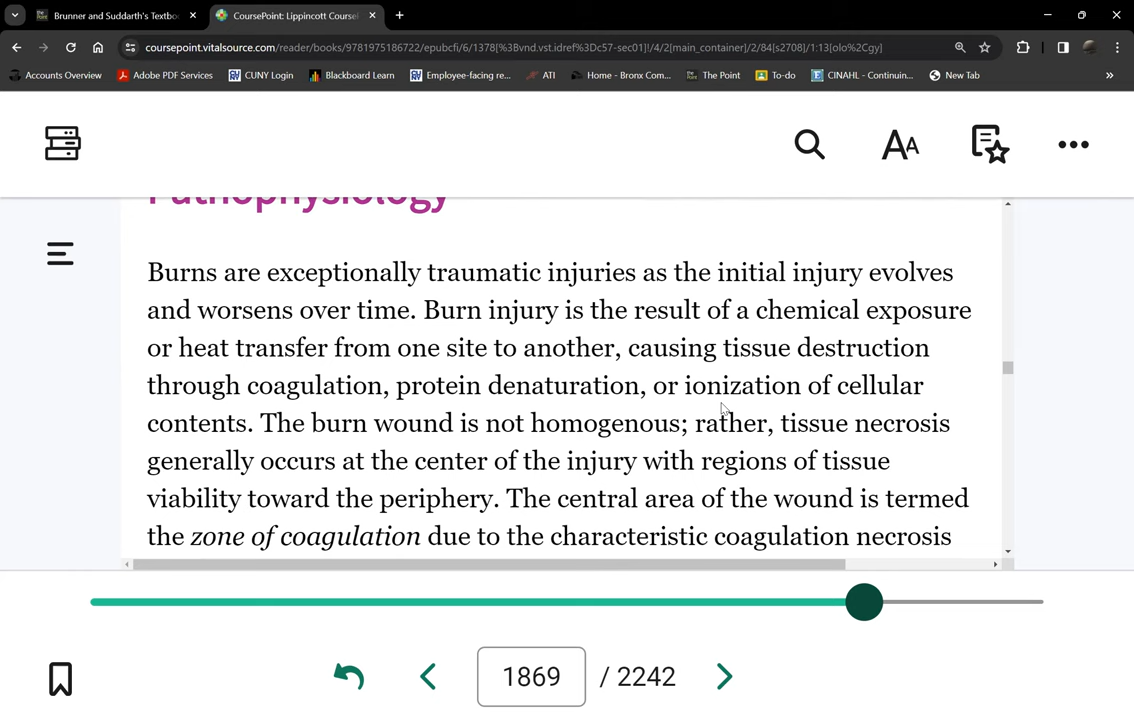 Brunner and Suddarth's Textbo
CoursePoint: Lippincott Course
coursepoint.vitalsource.com/reader/books/9781975186722/epubcfi/6/1378[%3Bvnd.vst.idref%3Dc57-sec01]!/4/2[main_container]/2/84[s2708]/1:13[olo%2Cgy]
Accounts Overview
Adobe PDF Services
CUNY Login
Blackboard Learn
Employee-facing re...
ATI
Home - Bronx Com...
The Point
To-do
CINAHL - Continuin...
New Tab
AA
Pathophysiology
Burns are exceptionally traumatic injuries as the initial injury evolves
and worsens over time. Burn injury is the result of a chemical exposure
or heat transfer from one site to another, causing tissue destruction
through coagulation, protein denaturation, or ionization of cellular
contents. The burn wound is not homogenous; rather, tissue necrosis
generally occurs at the center of the injury with regions of tissue
viability toward the periphery. The central area of the wound is termed
the zone of coagulation due to the characteristic coagulation necrosis
1869 / 2242